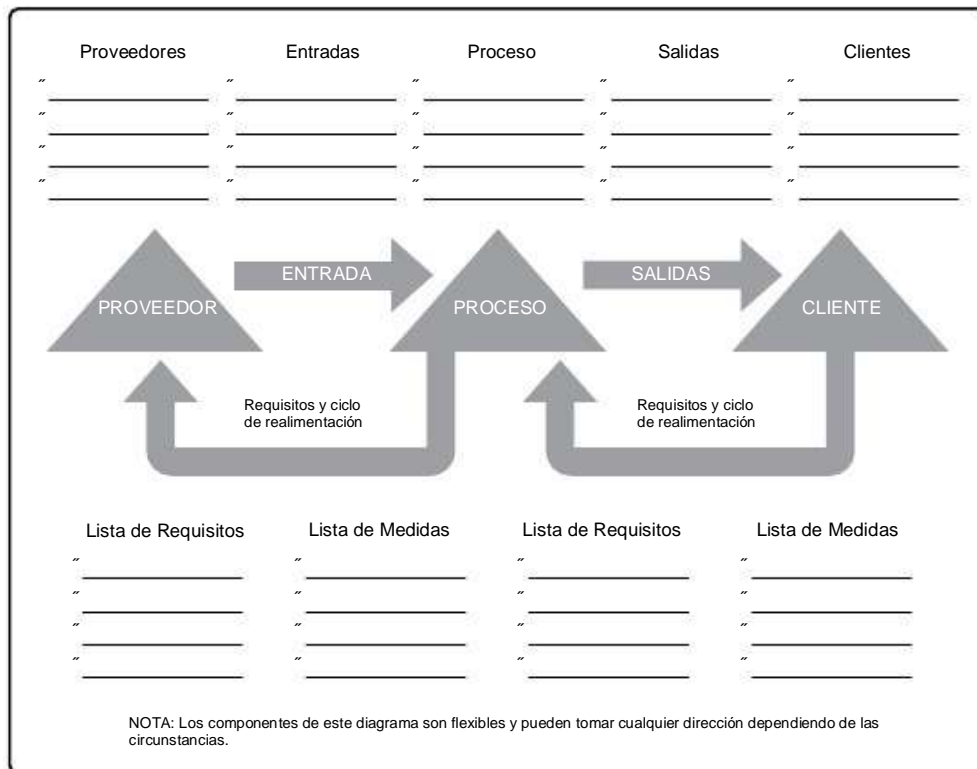 Proveedores Entradas Proceso Salidas Clientes
PROVEEDOR ENTRADA PROCESO SALIDAS CLIENTE
Requisitos y ciclo
de realimentación
Requisitos y ciclo
de realimentación
Lista de Requisitos Lista de Medidas Lista de Requisitos Lista de Medidas
NOTA: Los componentes de este diagrama son flexibles y pueden tomar cualquier dirección dependiendo de las
circunstancias.